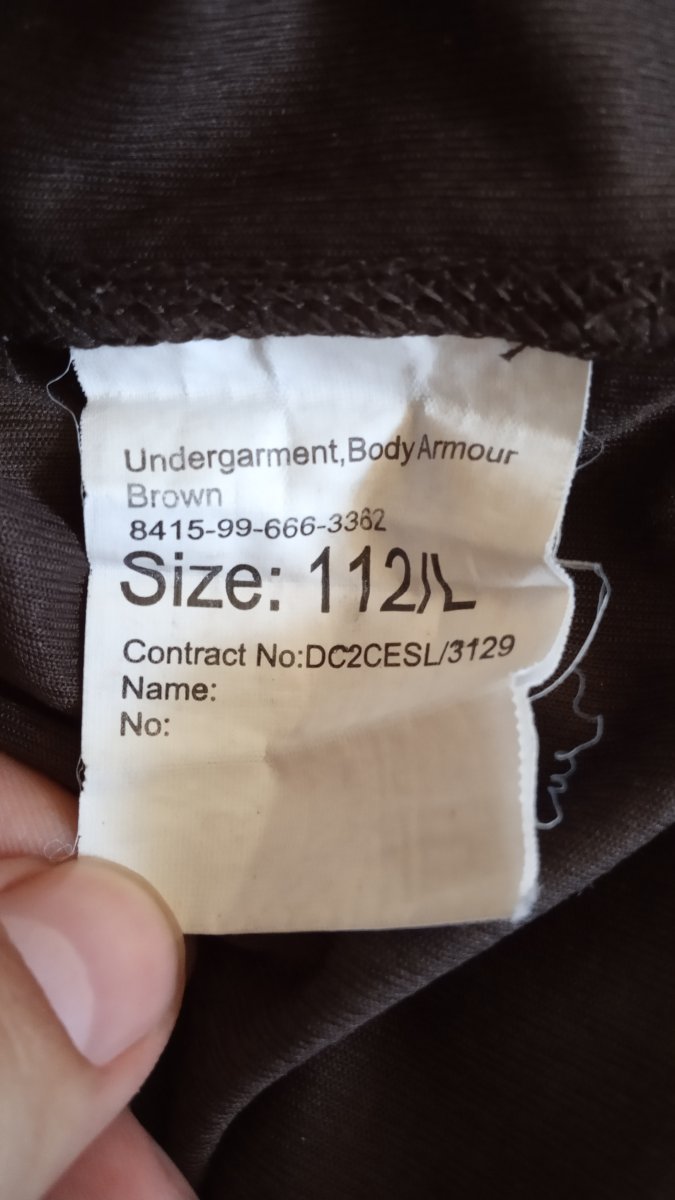 Undergarment,Body Armour
Brown
8415-99-666-3362
Size: 112/L
Contract No:DC2CESL/3129
Name:
No: